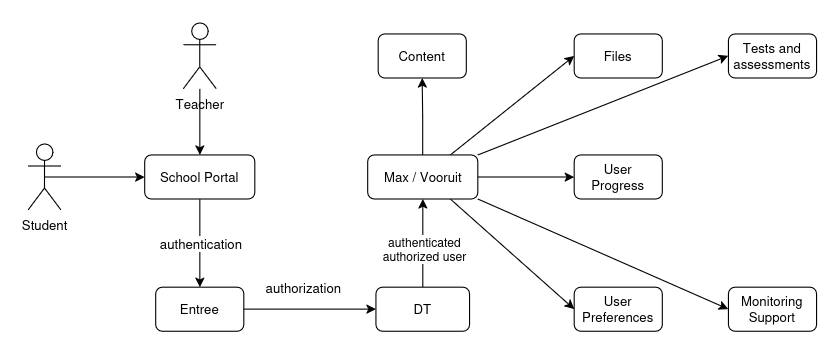 Content
Files
Tests and
assessments
Teacher
School Portal
Max / Vooruit
User
Progress
Student
authentication
authenticated
authorized user
authorization
Entree
DT
User
Preferences
Monitoring
Support